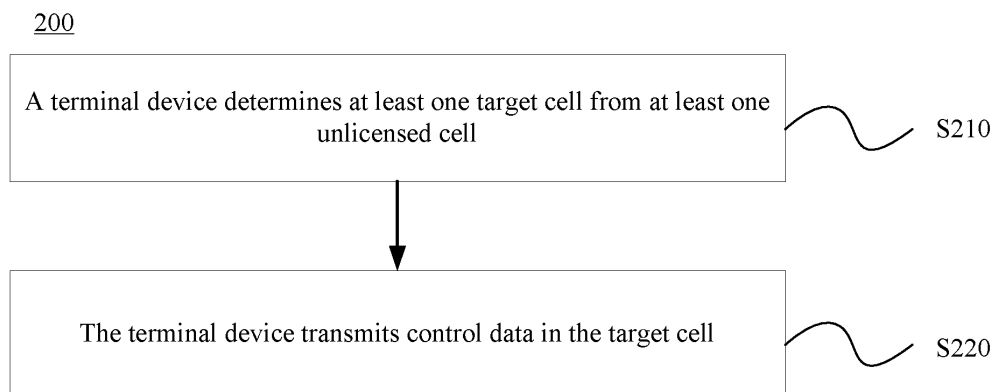 200
A terminal device determines at least one target cell from at least one
unlicensed cell
S210
The terminal device transmits control data in the target cell
S220